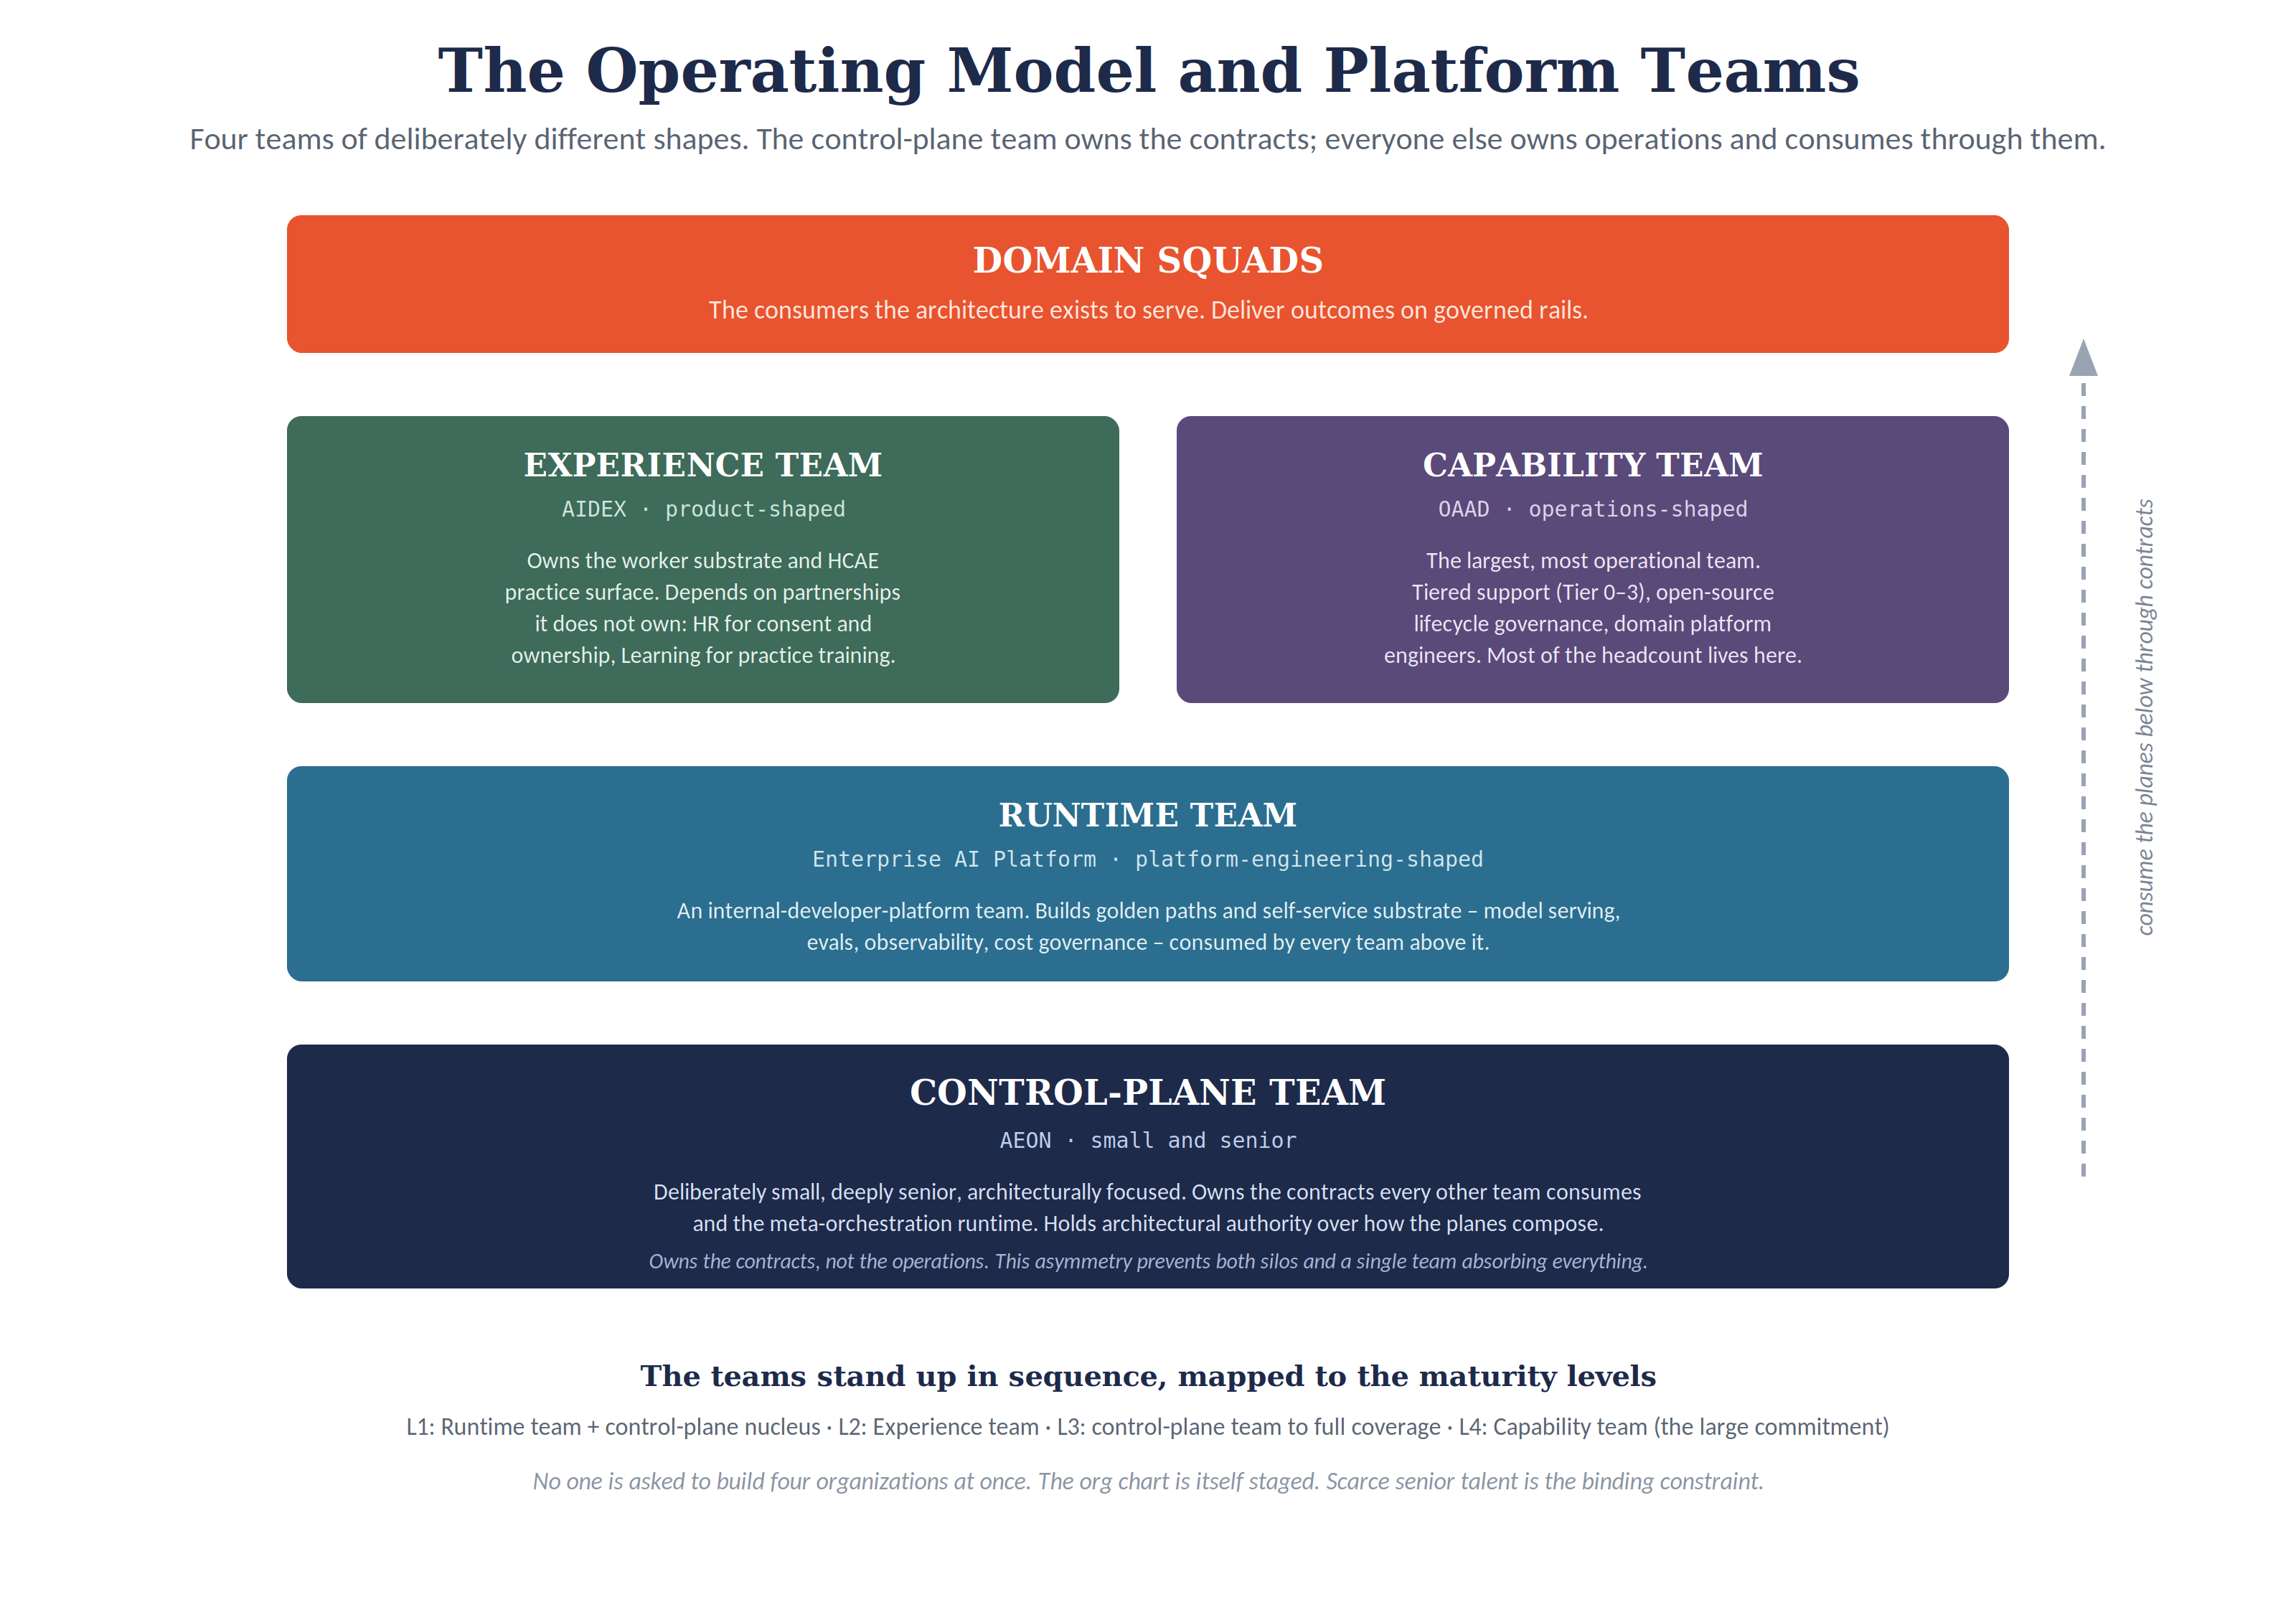 The Operating Model and Platform Teams
Four teams of deliberately different shapes. The control-plane team owns the contracts; everyone else owns operations and consumes through them.
DOMAIN SQUADS
The consumers the architecture exists to serve. Deliver outcomes on governed rails.
EXPERIENCE TEAM
AIDEX · product-shaped
Owns the worker substrate and HCAE
practice surface. Depends on partnerships
it does not own: HR for consent and
ownership, Learning for practice training.
CAPABILITY TEAM
OAAD · operations-shaped
The largest, most operational team.
Tiered support (Tier 0–3), open-source
lifecycle governance, domain platform
engineers. Most of the headcount lives here.
consume the planes below through contracts
RUNTIME TEAM
Enterprise AI Platform · platform-engineering-shaped
An internal-developer-platform team. Builds golden paths and self-service substrate – model serving,
evals, observability, cost governance – consumed by every team above it.
CONTROL-PLANE TEAM
AEON · small and senior
Deliberately small, deeply senior, architecturally focused. Owns the contracts every other team consumes
and the meta-orchestration runtime. Holds architectural authority over how the planes compose.
Owns the contracts, not the operations. This asymmetry prevents both silos and a single team absorbing everything.
The teams stand up in sequence, mapped to the maturity levels
L1: Runtime team + control-plane nucleus · L2: Experience team · L3: control-plane team to full coverage · L4: Capability team (the large commitment)
No one is asked to build four organizations at once. The org chart is itself staged. Scarce senior talent is the binding constraint.